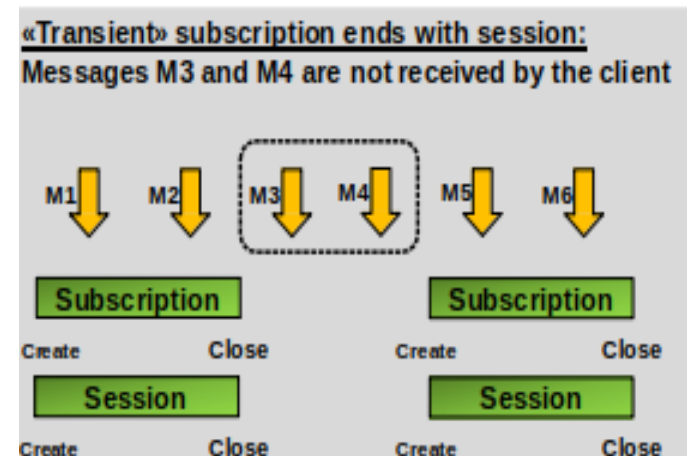 «Transient» subscription ends with session:
Messages M3 and M4 are not received by the client
M1 M2 M3 M4 M5 M6
Subscription Subscription
Create Close Create Close
Session Session
Create Close Create Close